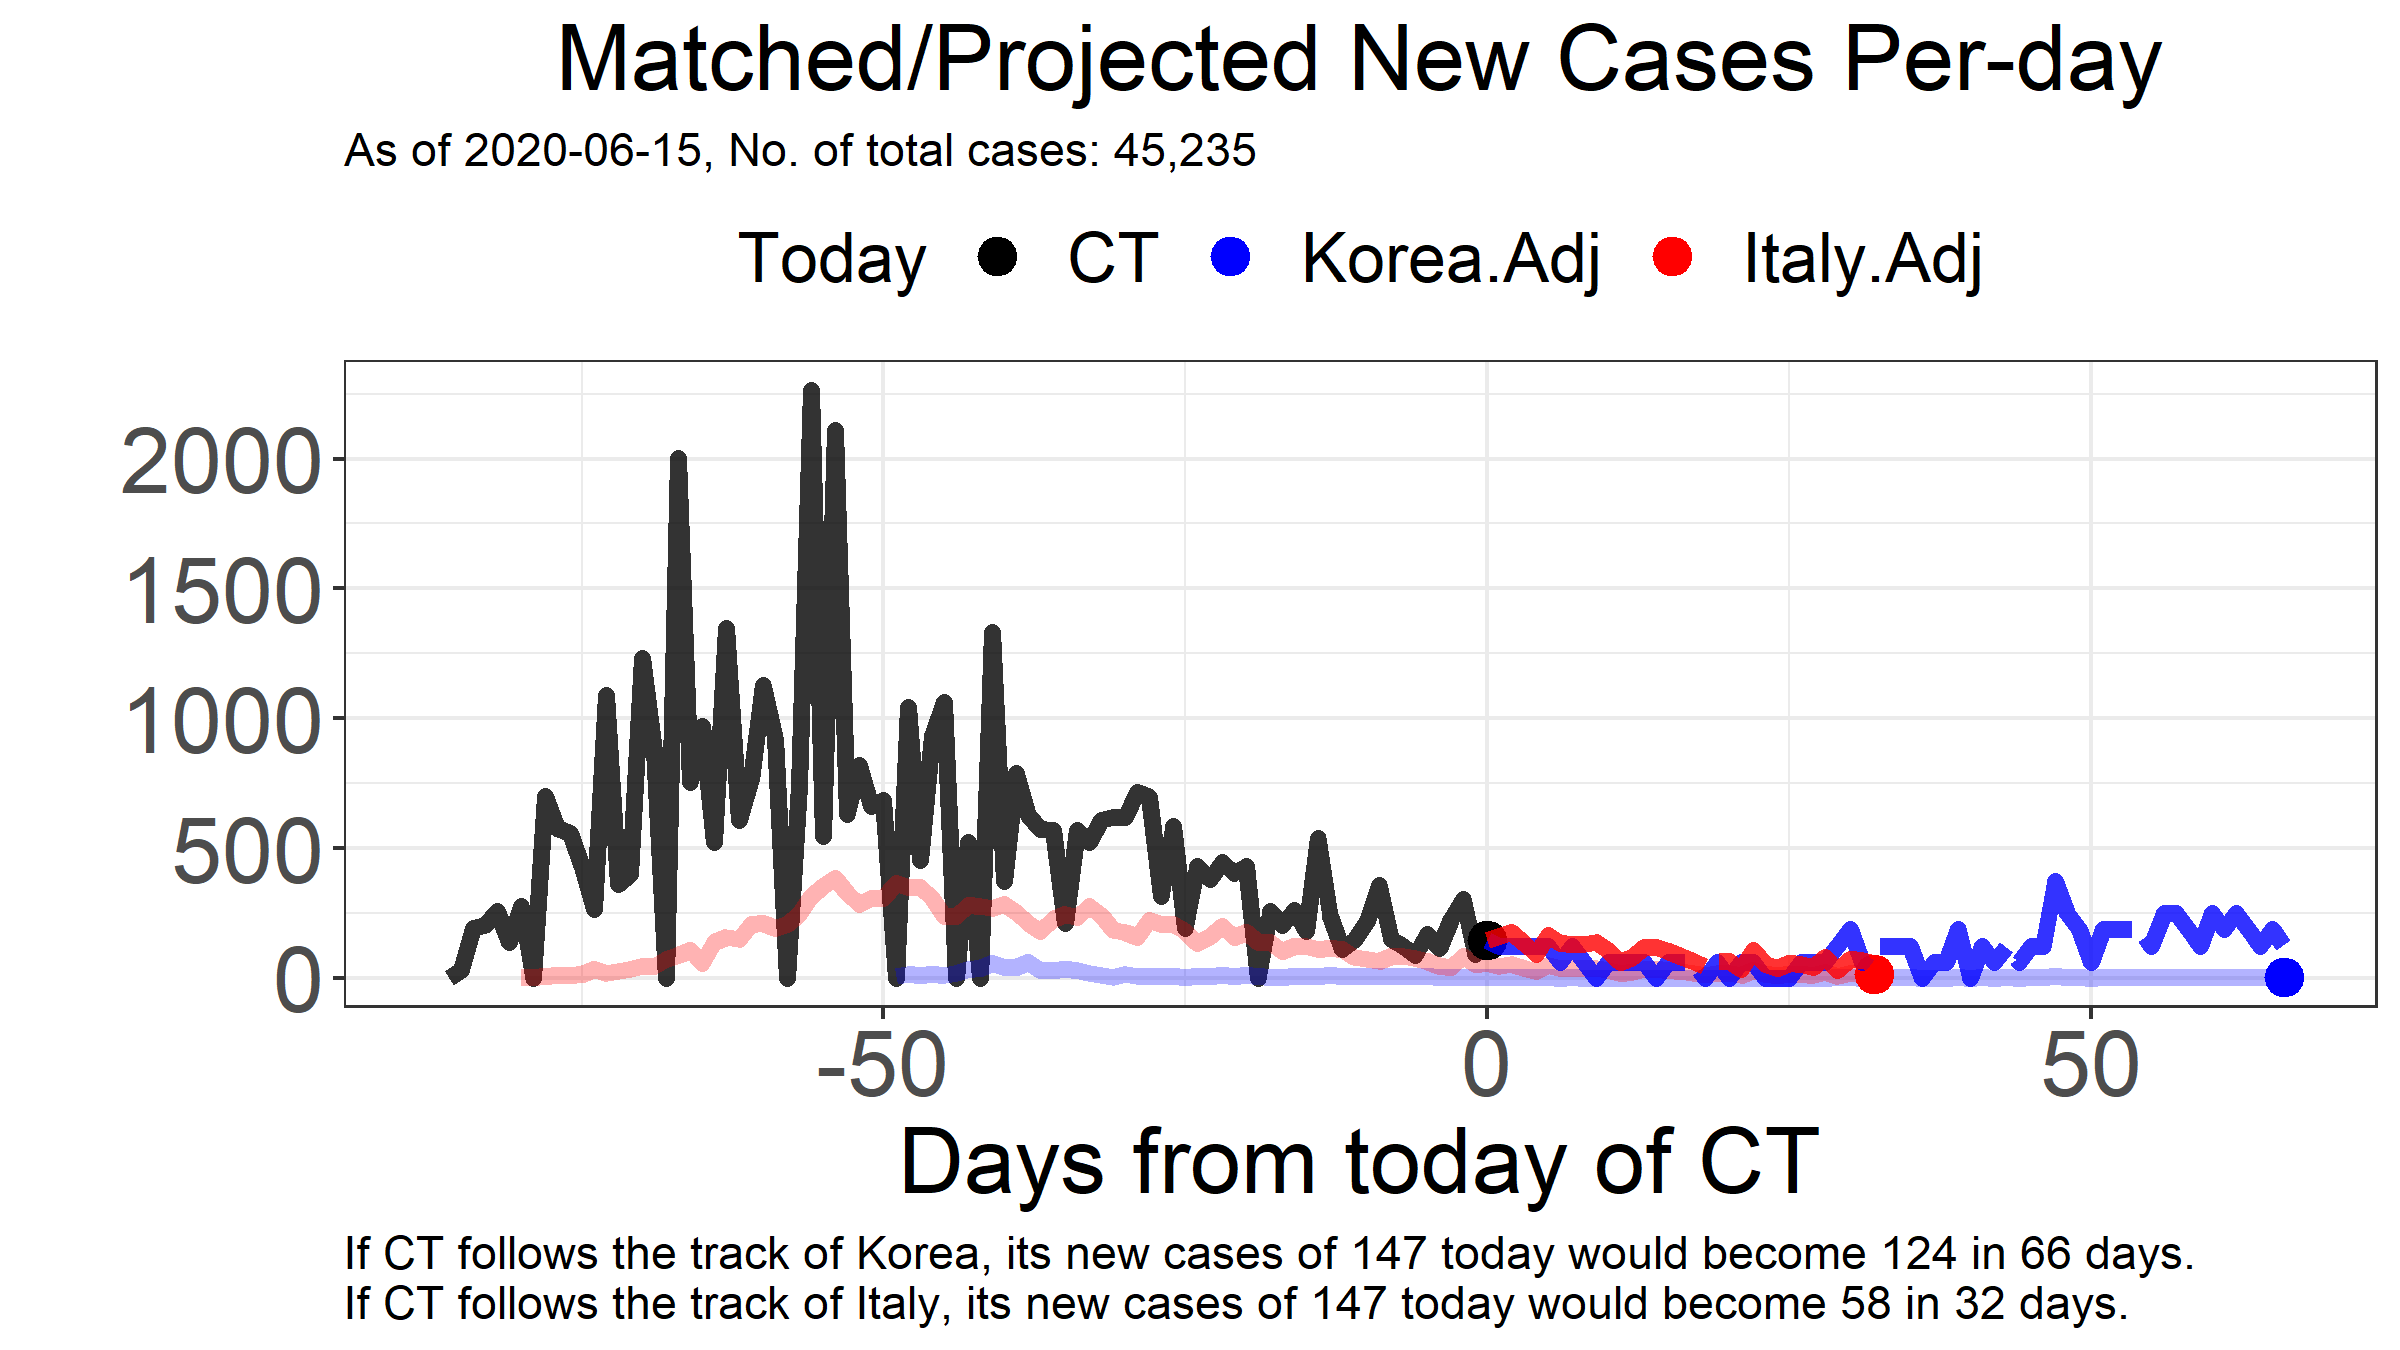 Matched/Projected New Cases Per-day
As of 2020-06-15, No. of total cases: 45,235
Today CT Korea.Adj Italy.Adj
2000
1500
1000
500
0
-50 0 50
Days from today of CT
If CT follows the track of Korea, its new cases of 147 today would become 124 in 66 days.
If CT follows the track of Italy, its new cases of 147 today would become 58 in 32 days.